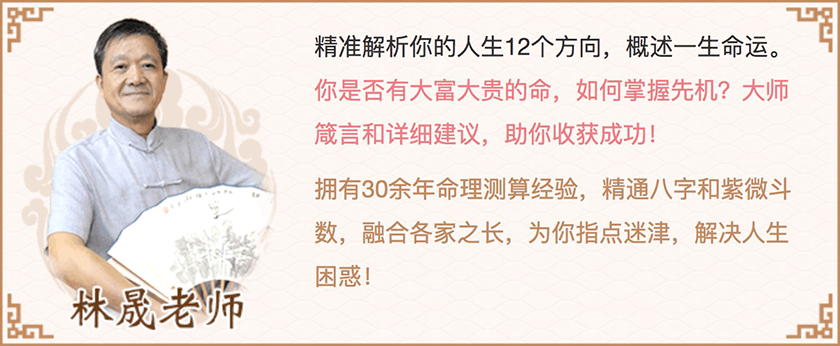 精准解析你的人生12个方向，概述一生命运。
你是否有大富大贵的命，如何掌握先机？大师
箴言和详细建议，助你收获成功！
拥有30余年命理测算经验，精通八字和紫微斗
数，融合各家之长，为你指点迷津，解决人生
困惑！
林晟老师